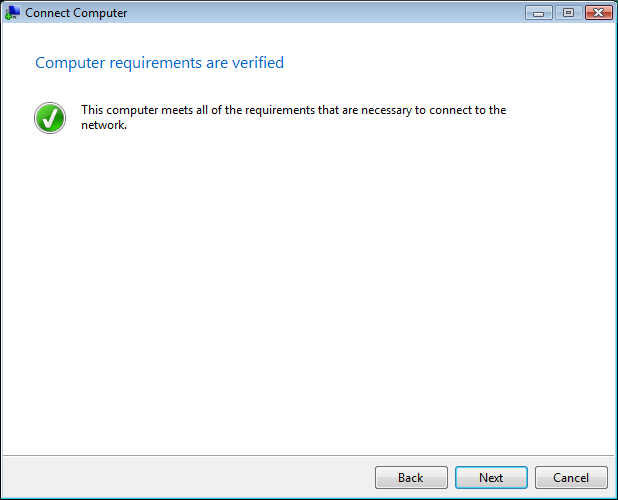 Connect Computer
Computer requirements are verified
This computer meets all of the requirements that are necessary to connect to the
network.
Back
Next
Cancel